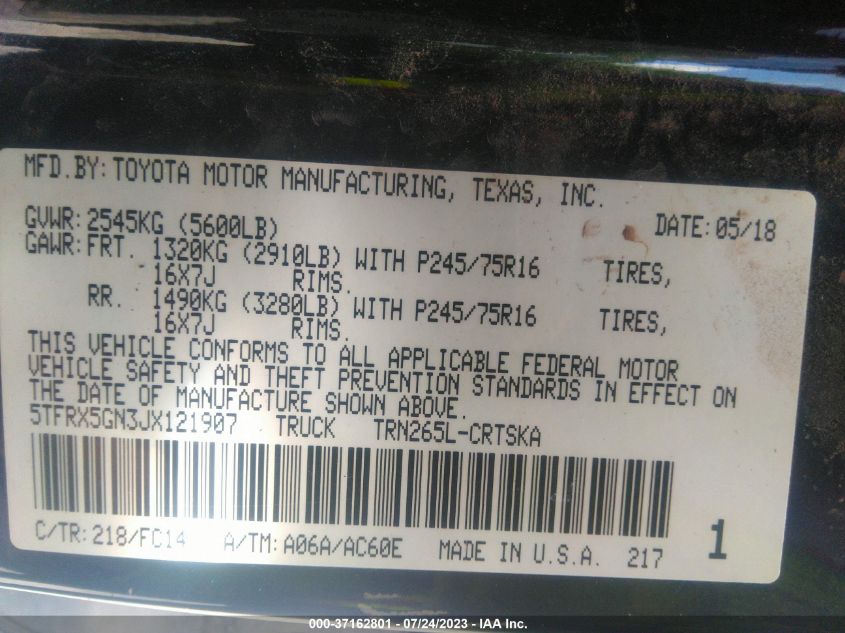 MFD.BY: TOYOTA MOTOR MANUFACTURING, TEXAS, INC.
GVWR: 2545KG (5600LB) DATE: 05/18
GAWR: FRT. 1320KG (2910LB) WITH P245/75R16 TIRES,
16X7J RIMS.
RR. 1490KG (3280LB) WITH P245/75R16 TIRES,
16X7J RIMS.
THIS VEHICLE CONFORMS TO ALL APPLICABLE FEDERAL MOTOR
VEHICLE SAFETY AND THEFT PREVENTION STANDARDS IN EFFECT ON
THE DATE OF MANUFACTURE SHOWN ABOVE.
5TFRX5GN3JX121907 TRUCK TRN265L-CRTSKA
C/TR: 218/FC14 A/TM: A06A/AC60E MADE IN U.S.A. 217 1
000-37162801 - 07/24/2023 - IAA Inc.